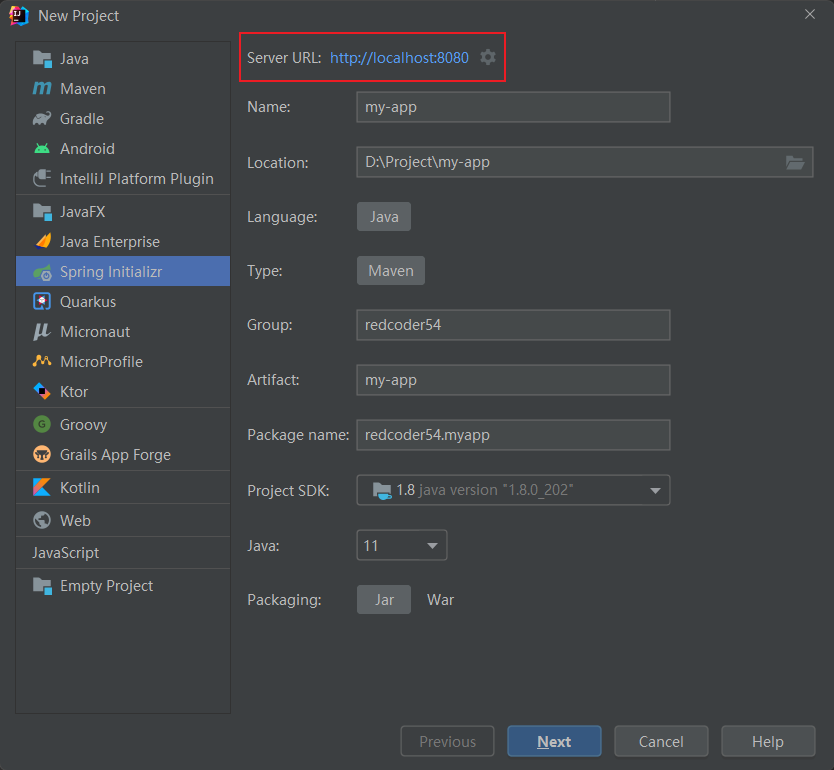 New Project
Java
Maven
Gradle
Android
IntelliJ Platform Plugin
JavaFX
Java Enterprise
Spring Initializr
Quarkus
Micronaut
MicroProfile
Ktor
Groovy
Grails App Forge
Kotlin
Web
JavaScript
Empty Project
Server URL: http://localhost:8080
Name: my-app
Location: D:\Project\my-app
Language: Java
Type: Maven
Group: redcoder54
Artifact: my-app
Package name: redcoder54.myapp
Project SDK: 1.8 java version "1.8.0_202"
Java: 11
Packaging: Jar War
Previous Next Cancel Help